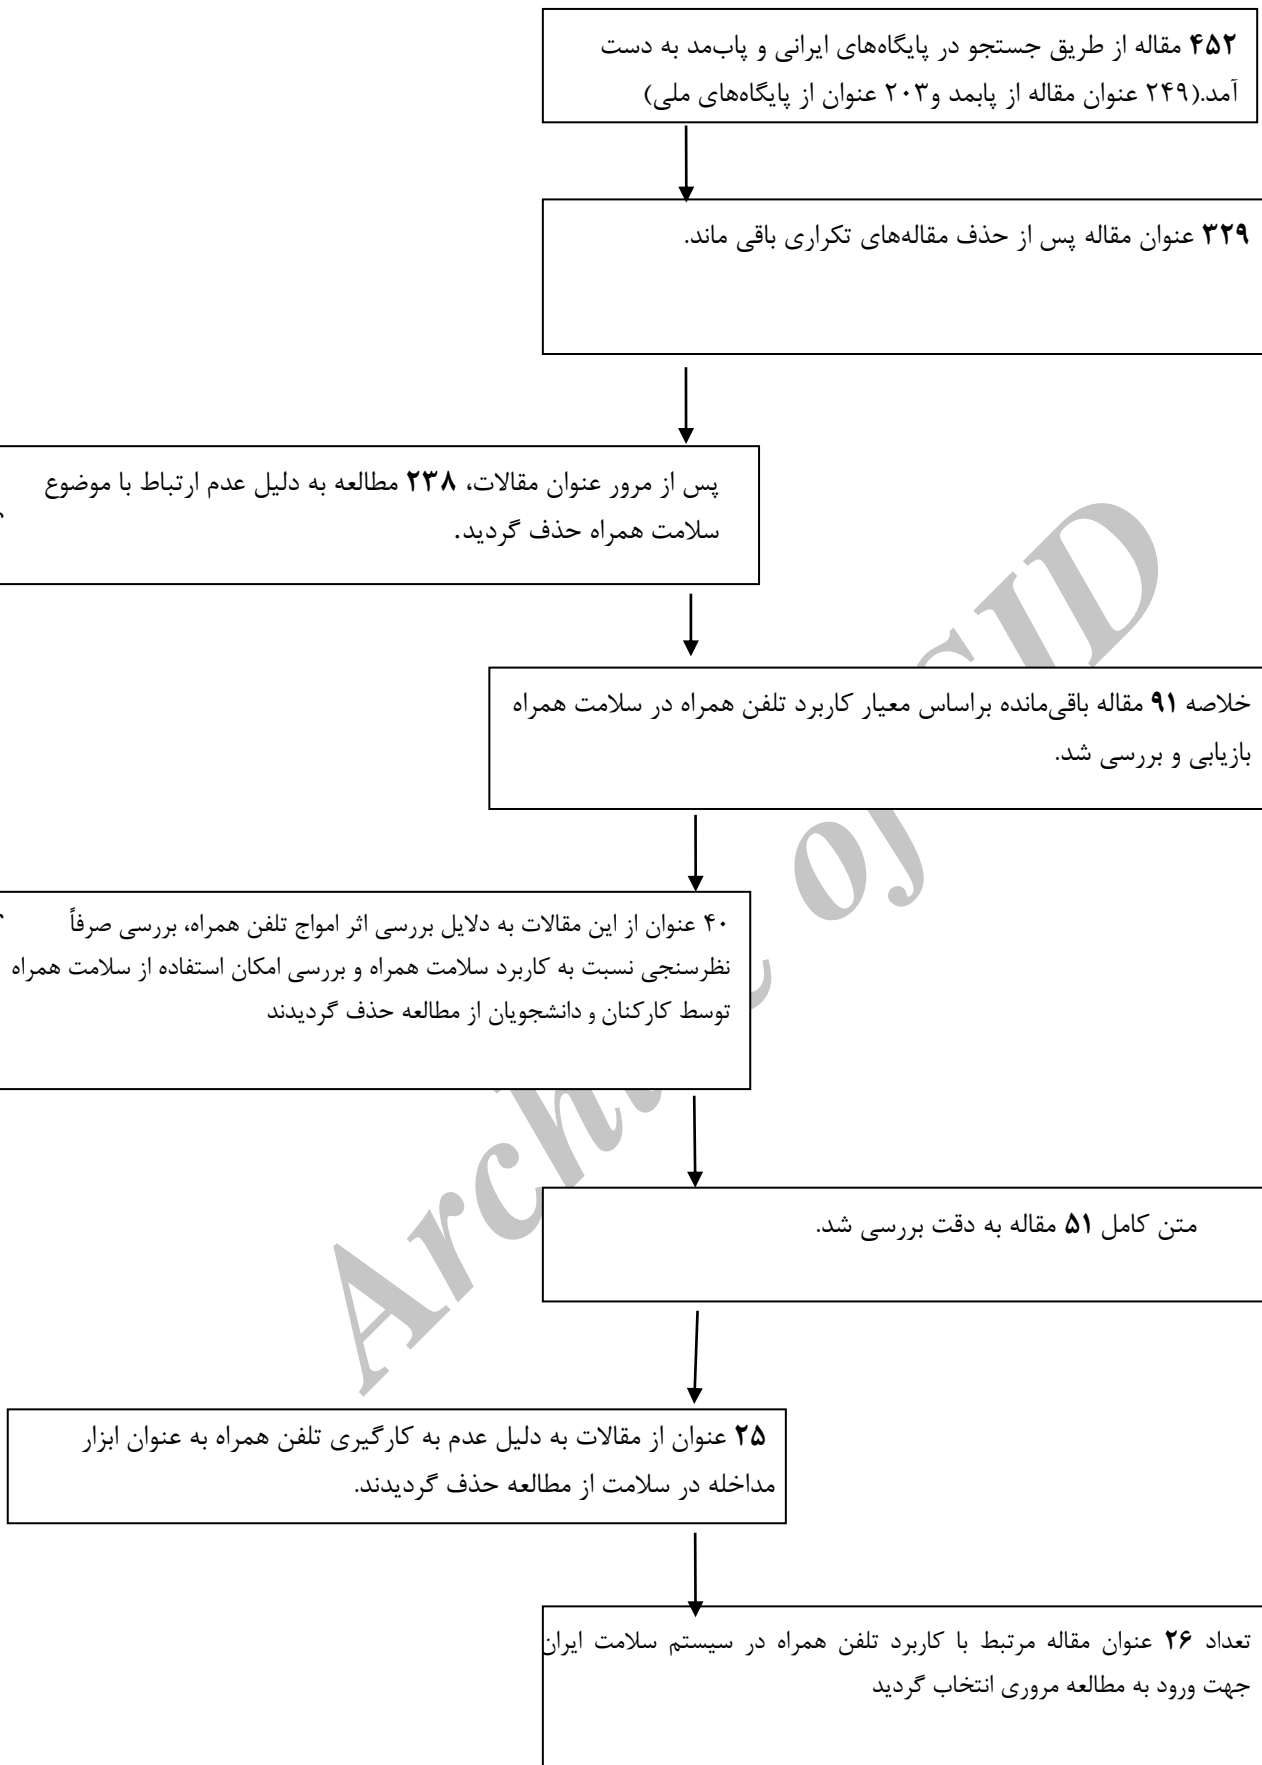 ۴۵۲ مقاله از طریق جستجو در پایگاه‌های ایرانی و پاب‌مد به دست
آمد.(۲۴۹ عنوان مقاله از پابمد و۲۰۳ عنوان از پایگاه‌های ملی)
۳۲۹ عنوان مقاله پس از حذف مقاله‌های تکراری باقی ماند.
پس از مرور عنوان مقالات، ۲۳۸ مطالعه به دلیل عدم ارتباط با موضوع
سلامت همراه حذف گردید.
خلاصه ۹۱ مقاله باقی‌مانده براساس معیار کاربرد تلفن همراه در سلامت همراه
بازیابی و بررسی شد.
۴۰ عنوان از این مقالات به دلایل بررسی اثر امواج تلفن همراه، بررسی صرفاً
نظرسنجی نسبت به کاربرد سلامت همراه و بررسی امکان استفاده از سلامت همراه
توسط کارکنان و دانشجویان از مطالعه حذف گردیدند
متن کامل ۵۱ مقاله به دقت بررسی شد.
۲۵ عنوان از مقالات به دلیل عدم به کارگیری تلفن همراه به عنوان ابزار
مداخله در سلامت از مطالعه حذف گردیدند.
تعداد ۲۶ عنوان مقاله مرتبط با کاربرد تلفن همراه در سیستم سلامت ایران
جهت ورود به مطالعه مروری انتخاب گردید
Archive of SID